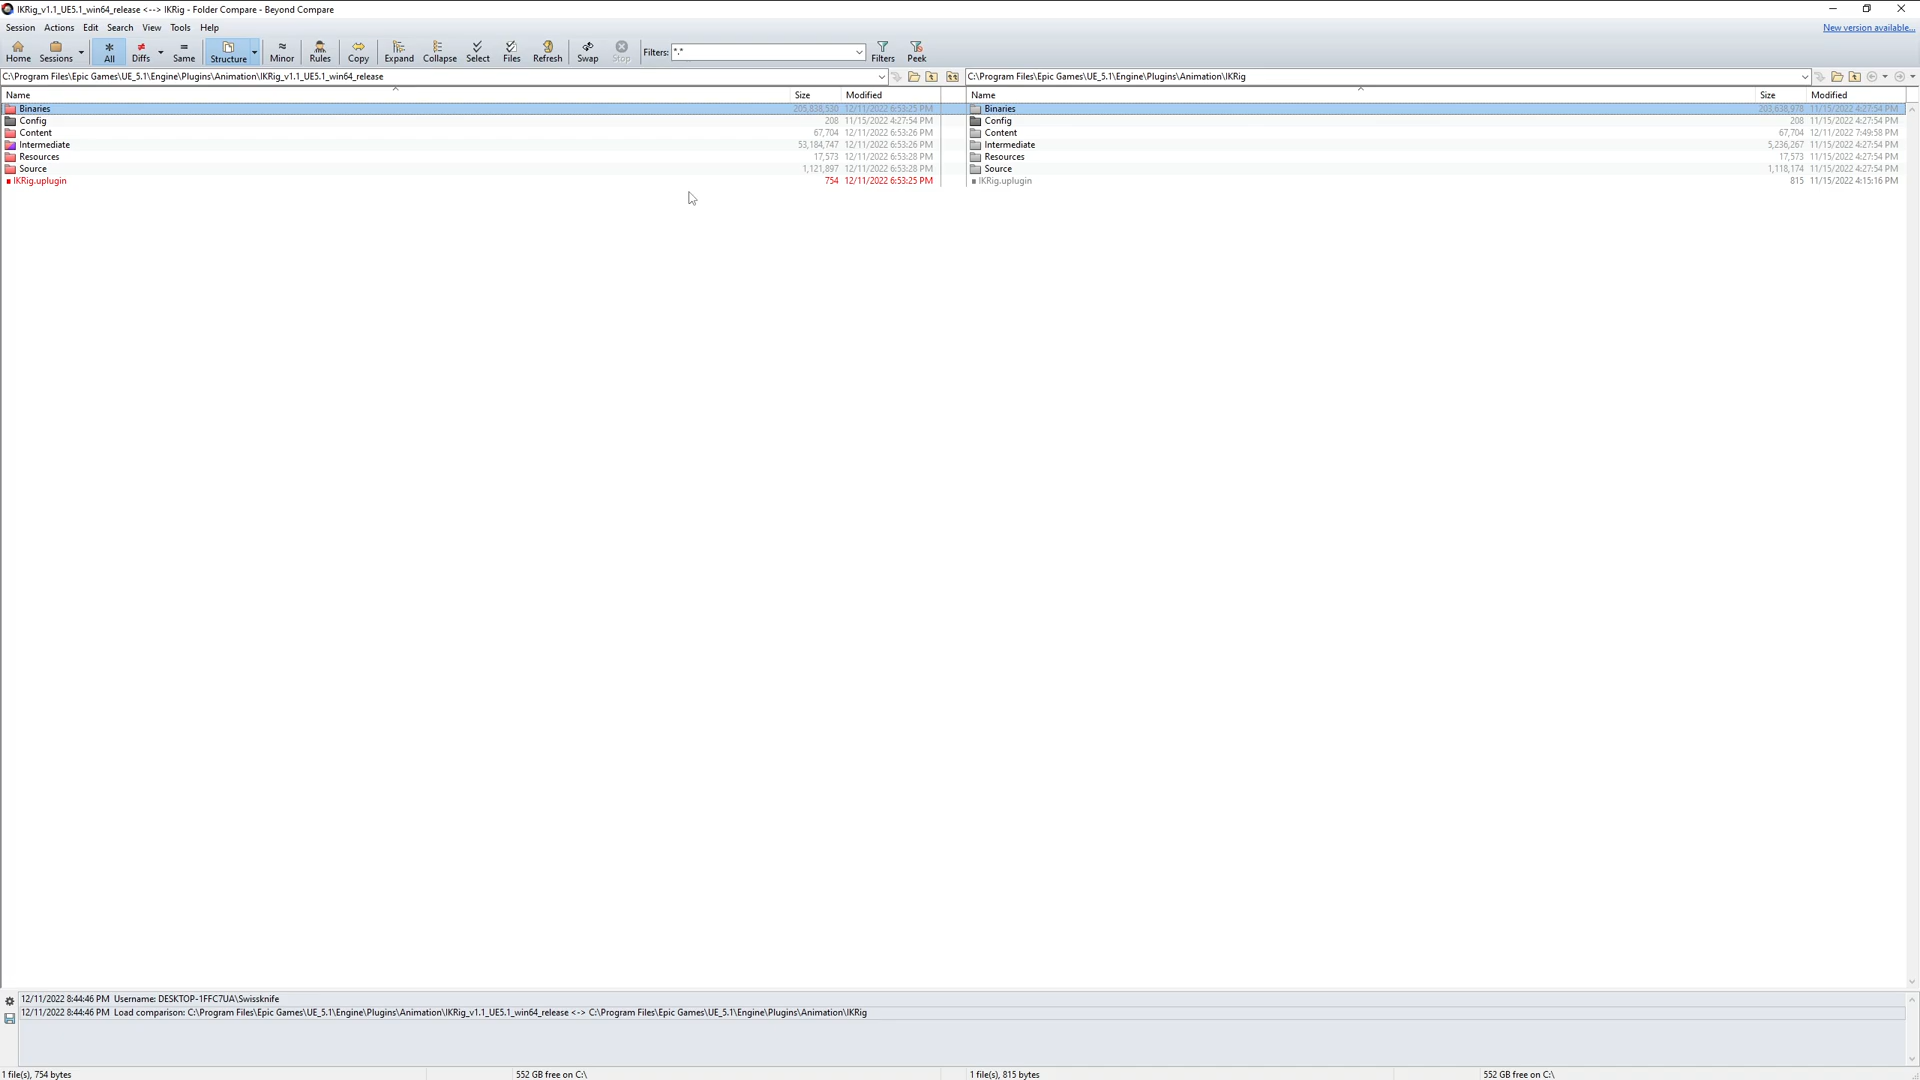 IKRig_v1.1_UE5.1_win64_release <--> IKRig - Folder Compare - Beyond Compare
Session Actions Edit Search View Tools Help
New version available...
Home Sessions All Diffs Same Structure Minor Rules Copy Expand Collapse Select Files Refresh Swap Stop Filters: *.* Filters Peek
C:\Program Files\Epic Games\UE_5.1\Engine\Plugins\Animation\IKRig_v1.1_UE5.1_win64_release C:\Program Files\Epic Games\UE_5.1\Engine\Plugins\Animation\IKRig
Name Size Modified Name Size Modified
Binaries 205,838,530 12/11/2022 6:53:25 PM Binaries 203,638,978 11/15/2022 4:27:54 PM
Config 208 11/15/2022 4:27:54 PM Config 208 11/15/2022 4:27:54 PM
Content 67,704 12/11/2022 6:53:26 PM Content 67,704 12/11/2022 7:49:58 PM
Intermediate 53,184,747 12/11/2022 6:53:26 PM Intermediate 5,236,267 11/15/2022 4:27:54 PM
Resources 17,573 12/11/2022 6:53:28 PM Resources 17,573 11/15/2022 4:27:54 PM
Source 1,121,897 12/11/2022 6:53:28 PM Source 1,118,174 11/15/2022 4:27:54 PM
IKRig.uplugin 754 12/11/2022 6:53:25 PM IKRig.uplugin 815 11/15/2022 4:15:16 PM
12/11/2022 8:44:46 PM Username: DESKTOP-1FFC7UA\Swissknife
12/11/2022 8:44:46 PM Load comparison: C:\Program Files\Epic Games\UE_5.1\Engine\Plugins\Animation\IKRig_v1.1_UE5.1_win64_release <-> C:\Program Files\Epic Games\UE_5.1\Engine\Plugins\Animation\IKRig
1 file(s), 754 bytes 552 GB free on C:\ 1 file(s), 815 bytes 552 GB free on C:\